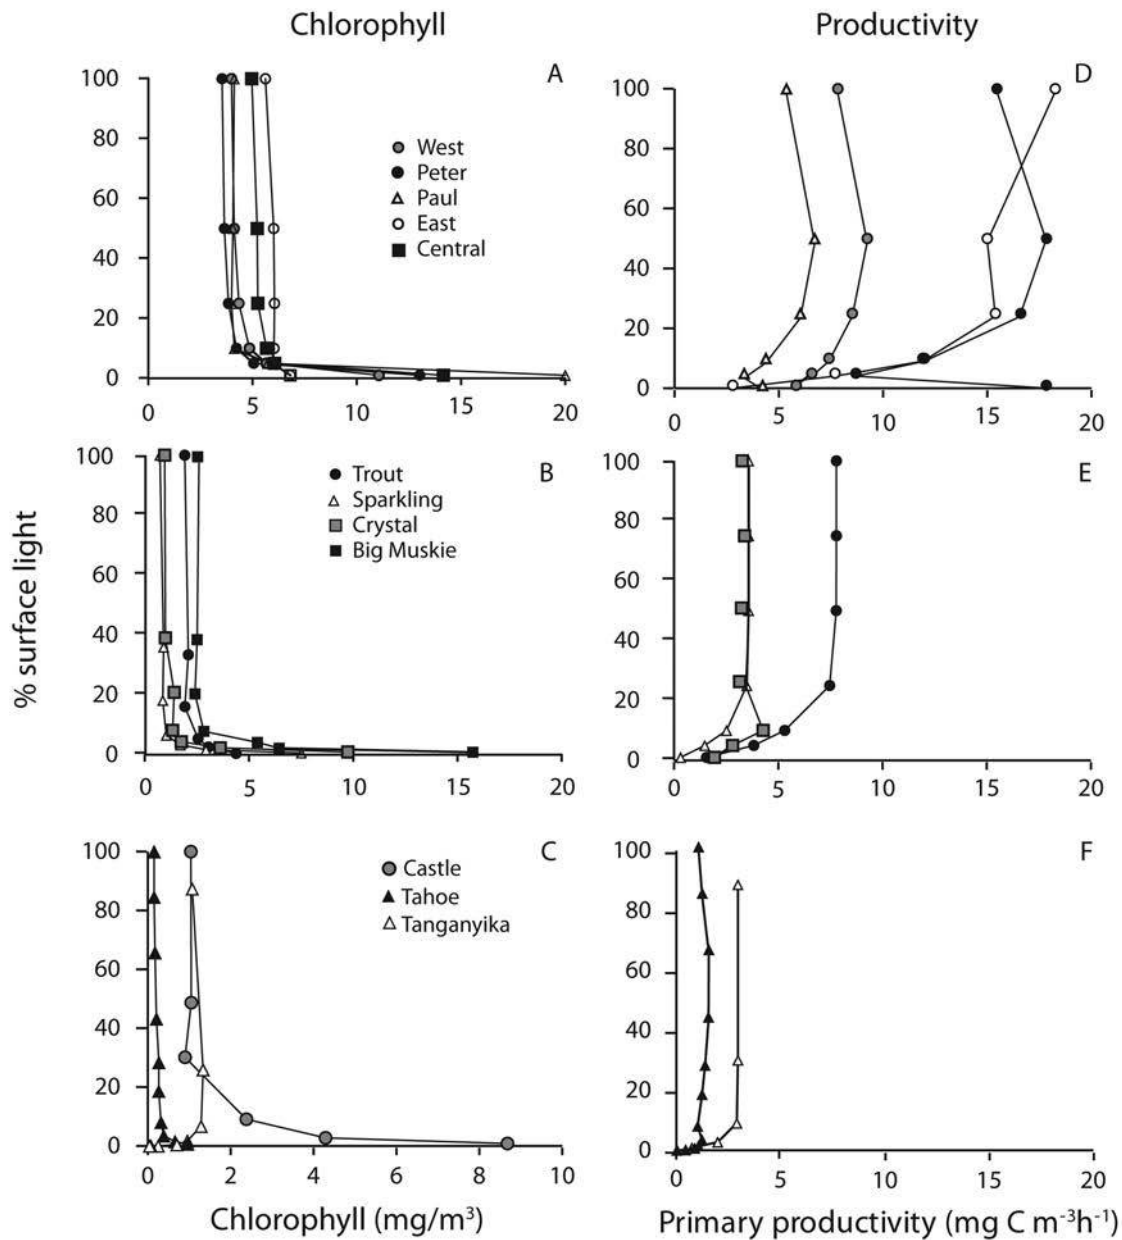 Chlorophyll
Productivity
A
100
80
60
40
20
0
0
5
10
15
20
West
Peter
Paul
East
Central
D
100
80
60
40
20
0
0
5
10
15
20
B
100
80
60
40
20
0
0
5
10
15
20
Trout
Sparkling
Crystal
Big Muskie
E
100
80
60
40
20
0
0
5
10
15
20
% surface light
C
100
80
60
40
20
0
0
2
4
6
8
10
Castle
Tahoe
Tanganyika
F
100
80
60
40
20
0
0
5
10
15
20
Chlorophyll (mg/m³)
Primary productivity (mg C m⁻³h⁻¹)